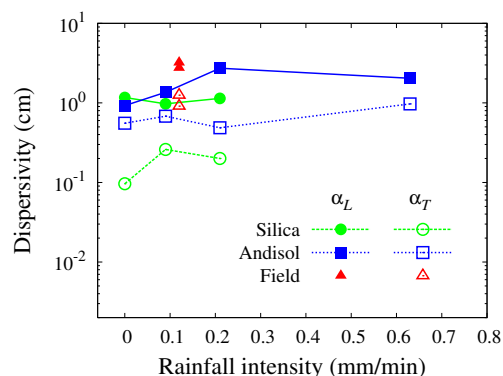 10^1
10^0
10^-1
10^-2
Dispersivity (cm)
α_L α_T
Silica
Andisol
Field
0 0.1 0.2 0.3 0.4 0.5 0.6 0.7 0.8
Rainfall intensity (mm/min)